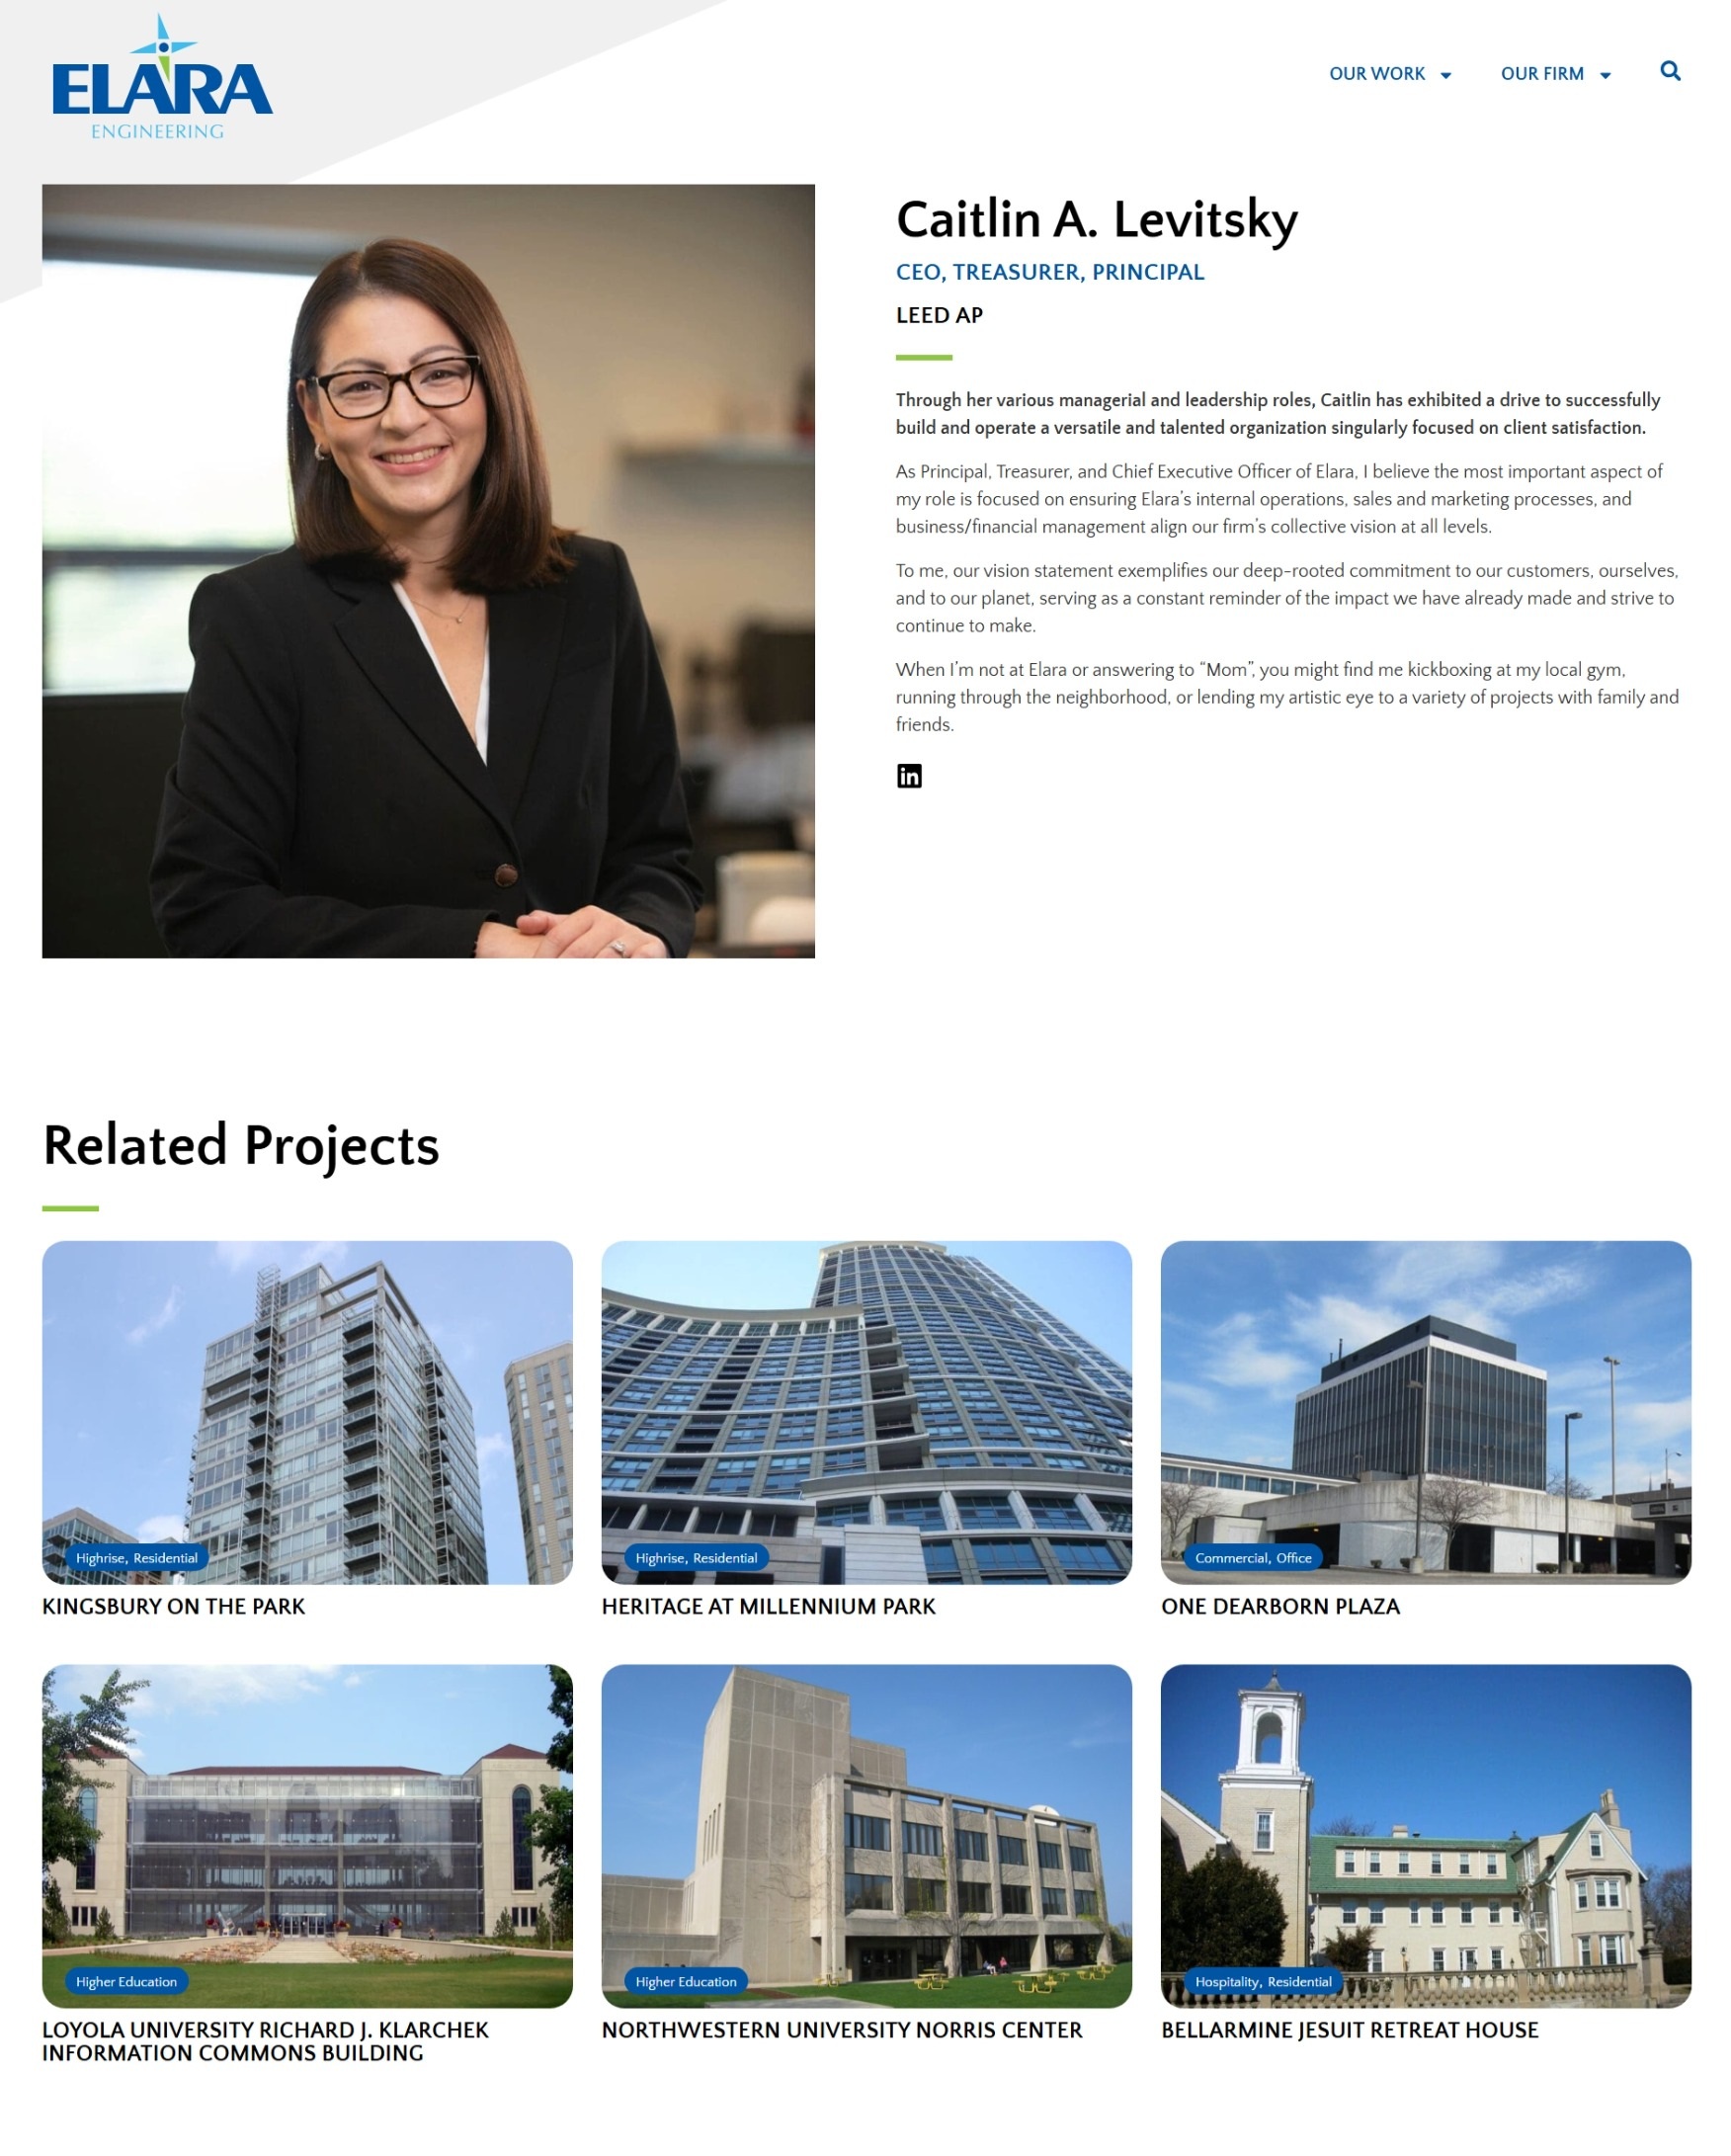 ELARA
ENGINEERING
OUR WORK
OUR FIRM
Caitlin A. Levitsky
CEO, TREASURER, PRINCIPAL
LEED AP
Through her various managerial and leadership roles, Caitlin has exhibited a drive to successfully
build and operate a versatile and talented organization singularly focused on client satisfaction.
As Principal, Treasurer, and Chief Executive Officer of Elara, I believe the most important aspect of
my role is focused on ensuring Elara’s internal operations, sales and marketing processes, and
business/financial management align our firm’s collective vision at all levels.
To me, our vision statement exemplifies our deep-rooted commitment to our customers, ourselves,
and to our planet, serving as a constant reminder of the impact we have already made and strive to
continue to make.
When I’m not at Elara or answering to “Mom”, you might find me kickboxing at my local gym,
running through the neighborhood, or lending my artistic eye to a variety of projects with family and
friends.
in
Related Projects
Highrise, Residential
Highrise, Residential
Commercial, Office
KINGSBURY ON THE PARK
HERITAGE AT MILLENNIUM PARK
ONE DEARBORN PLAZA
Higher Education
Higher Education
Hospitality, Residential
LOYOLA UNIVERSITY RICHARD J. KLARCHEK
INFORMATION COMMONS BUILDING
NORTHWESTERN UNIVERSITY NORRIS CENTER
BELLARMINE JESUIT RETREAT HOUSE